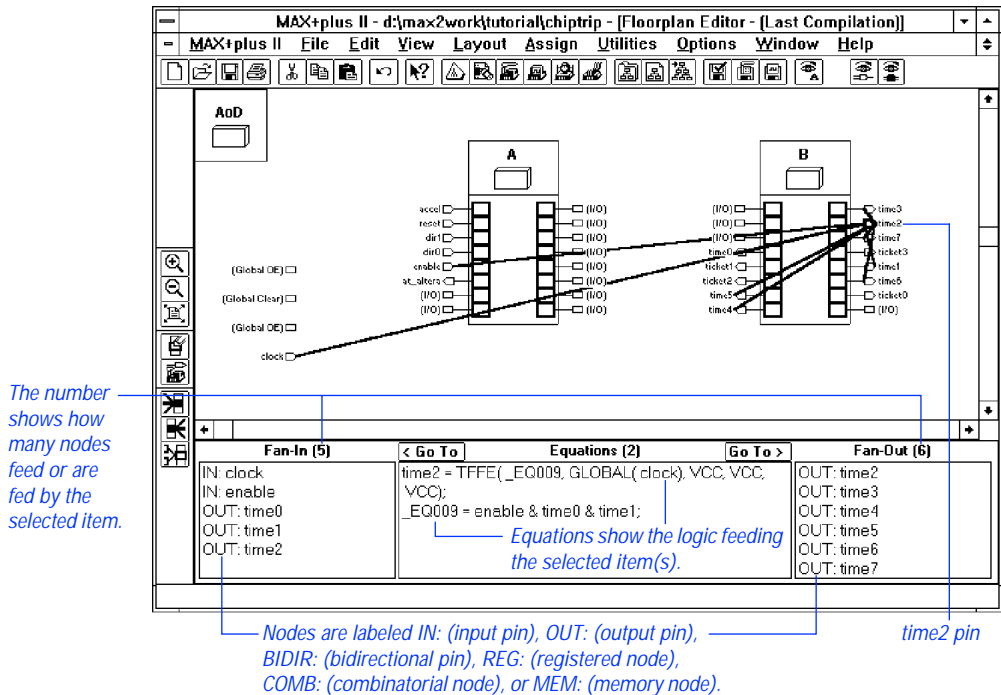 MAX+plus II - d:\max2work\tutorial\chiptrip - [Floorplan Editor - (Last Compilation)]
MAX+plus II File Edit View Layout Assign Utilities Options Window Help
AoD
A
B
accel
reset
dir1
dir0
enable
at_altera
(I/O)
(I/O)
(I/O)
(I/O)
(I/O)
(I/O)
(I/O)
(I/O)
(I/O)
(I/O)
(I/O)
(I/O)
(I/O)
time0
ticket1
ticket2
time5
time4
time3
time2
time7
ticket3
time1
time6
ticket0
(I/O)
(Global OE)
(Global Clear)
(Global OE)
clock
The number
shows how
many nodes
feed or are
fed by the
selected item.
Fan-In (5)
< Go To
Equations (2)
Go To >
Fan-Out (6)
IN: clock
IN: enable
OUT: time0
OUT: time1
OUT: time2
time2 = TFFE( _EQ009, GLOBAL( clock), VCC, VCC,
VCC);
_EQ009 = enable & time0 & time1;
Equations show the logic feeding
the selected item(s).
OUT: time2
OUT: time3
OUT: time4
OUT: time5
OUT: time6
OUT: time7
Nodes are labeled IN: (input pin), OUT: (output pin),
BIDIR: (bidirectional pin), REG: (registered node),
COMB: (combinatorial node), or MEM: (memory node).
time2 pin